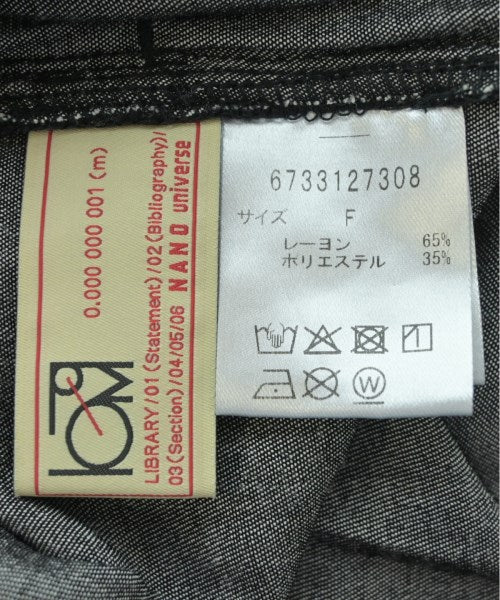 0.000 000 001 (m)
LIBRARY/01(Statement)/02(Bibliography)/
03(Section)/04/05/06 NANO universe
6733127308
サイズ F
レーヨン 65%
ポリエステル 35%
W